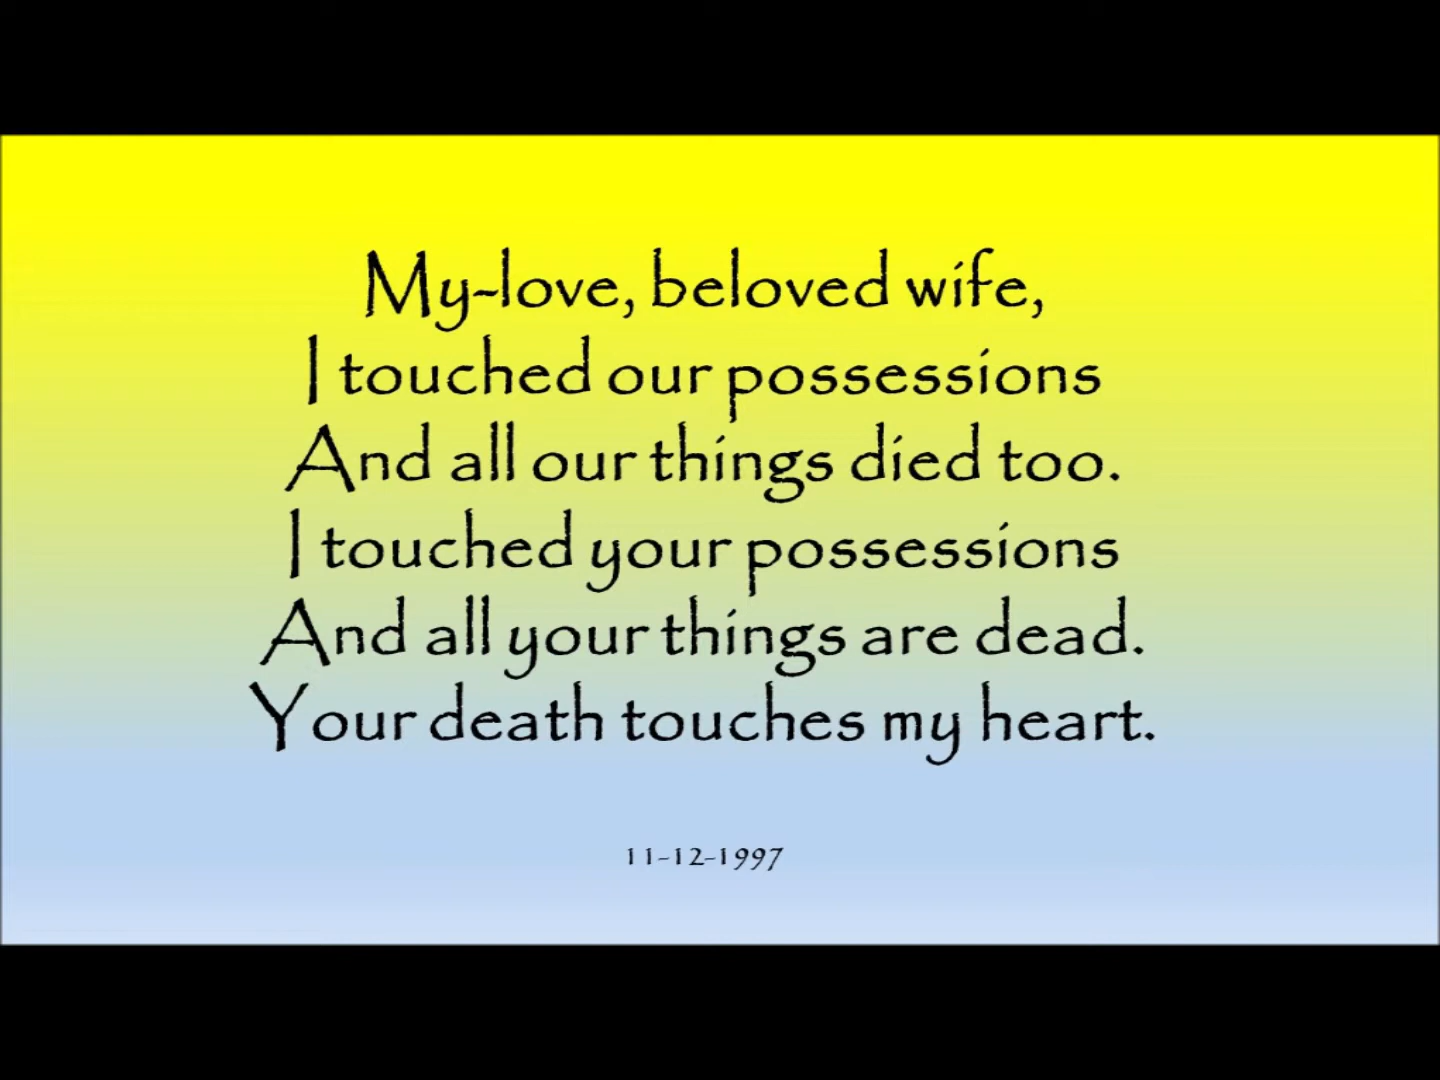 My-love, beloved wife,
I touched our possessions
And all our things died too.
I touched your possessions
And all your things are dead.
Your death touches my heart.
11-12-1997